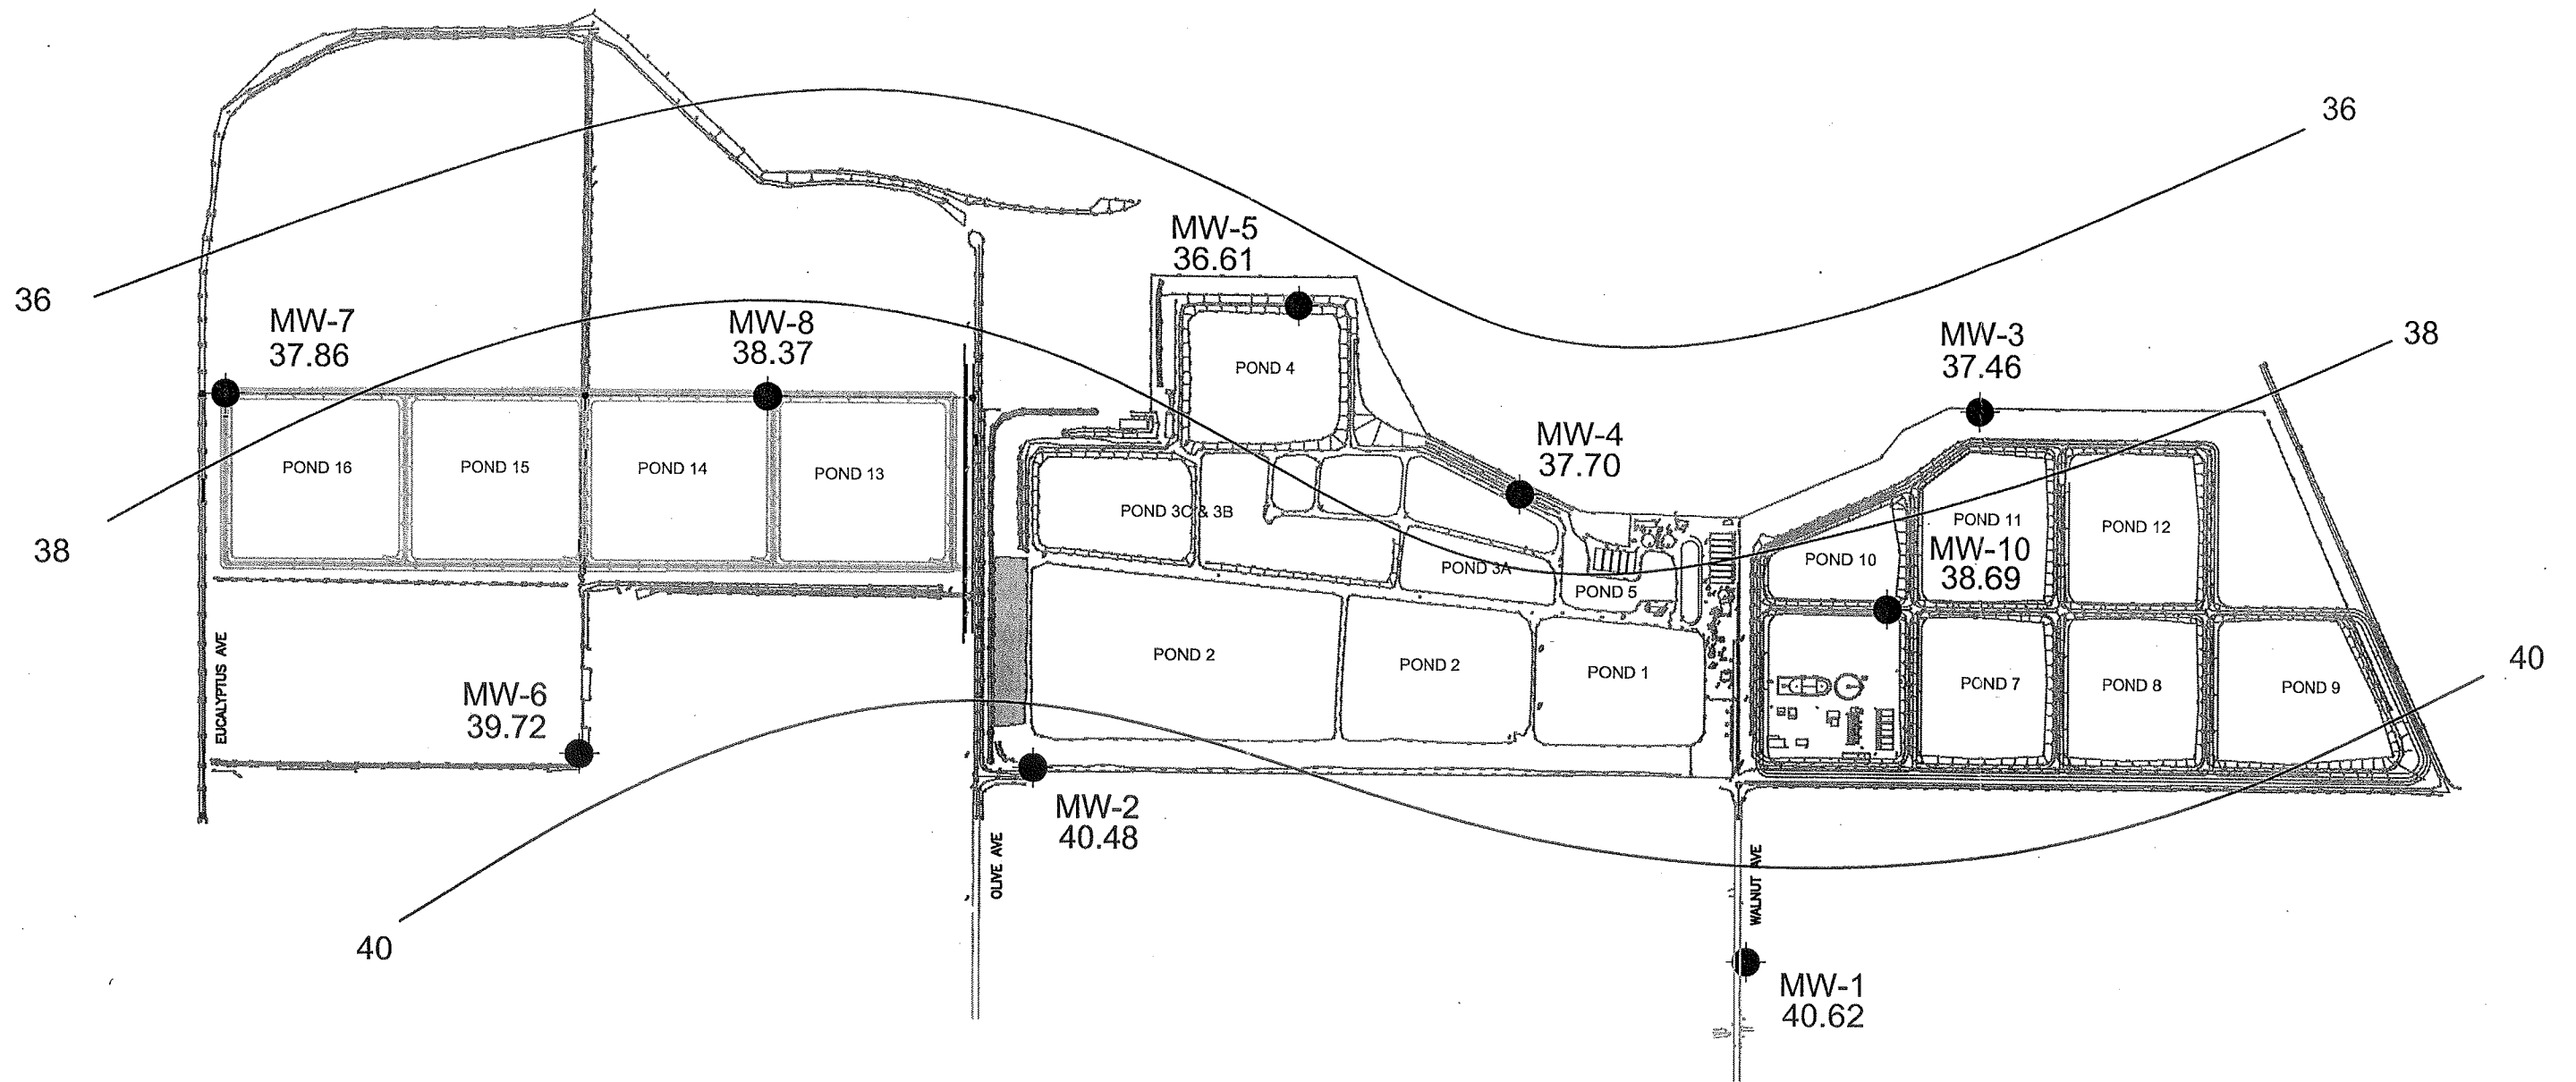 36
MW-5
36.61
36
MW-7
37.86
MW-8
38.37
MW-3
37.46
38
POND 4
MW-4
37.70
POND 16
POND 15
POND 14
POND 13
POND 3C & 3B
POND 11
POND 12
38
POND 3A
POND 5
POND 10
MW-10
38.69
EUCALYPTUS AVE
MW-6
39.72
POND 2
POND 2
POND 1
POND 7
POND 8
POND 9
40
MW-2
40.48
OLIVE AVE
WALNUT AVE
40
MW-1
40.62